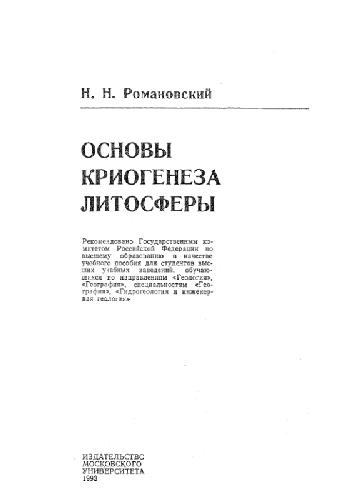 Н. Н. Романовский
ОСНОВЫ
КРИОГЕНЕЗА
ЛИТОСФЕРЫ
Рекомендовано Государственным ко-
митетом Российской Федерации по
высшему образованию в качестве
учебного пособия для студентов выс-
ших учебных заведений, обучаю-
щихся по направлениям «Геология»,
«География», специальностям «Гео-
графия», «Гидрогеология и инженер-
ная геология»
ИЗДАТЕЛЬСТВО
МОСКОВСКОГО
УНИВЕРСИТЕТА
1993